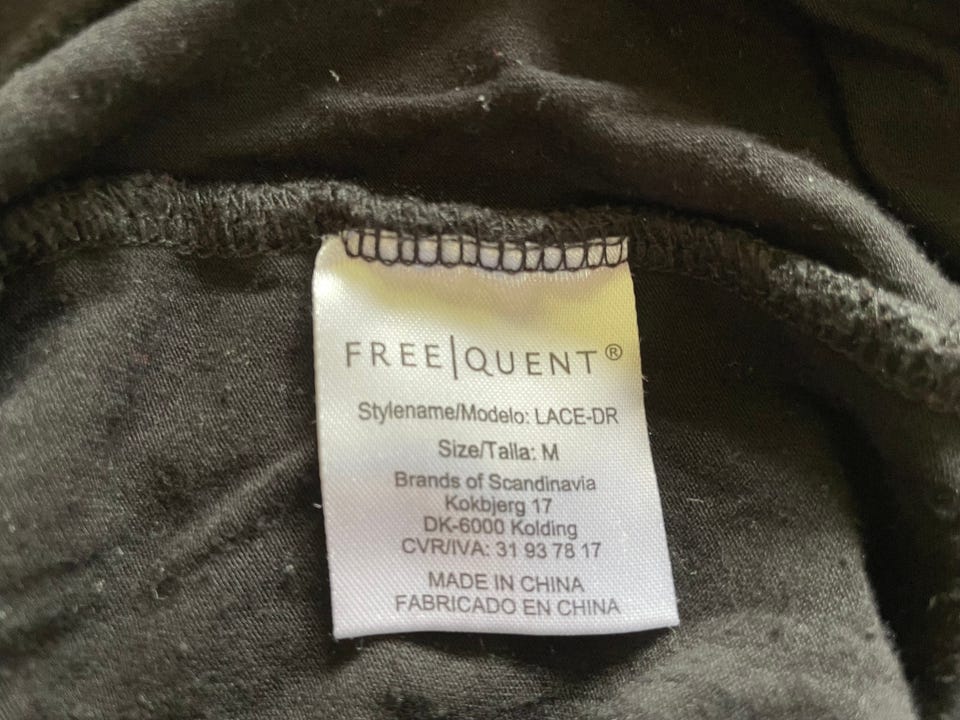 FREE|QUENT®
Stylename/Modelo: LACE-DR
Size/Talla: M
Brands of Scandinavia
Kokbjerg 17
DK-6000 Kolding
CVR/IVA: 31 93 78 17
MADE IN CHINA
FABRICADO EN CHINA